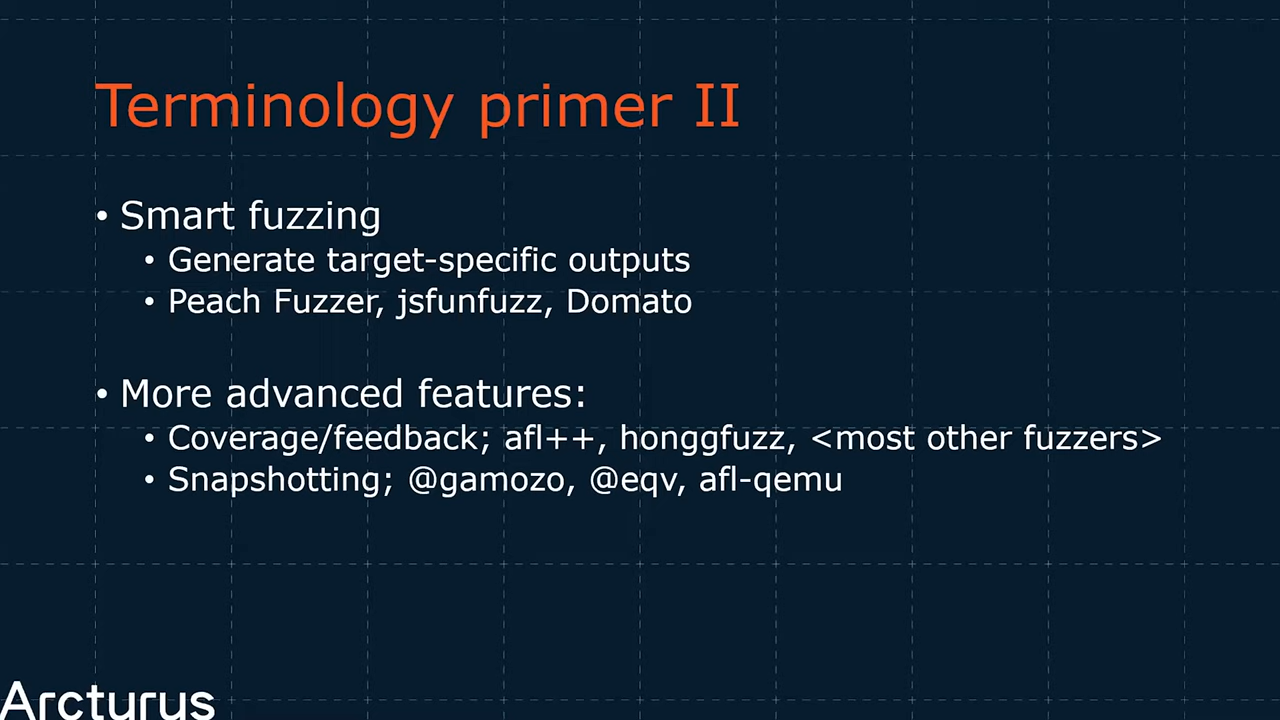 Terminology primer II
• Smart fuzzing
• Generate target-specific outputs
• Peach Fuzzer, jsfunfuzz, Domato
• More advanced features:
• Coverage/feedback; afl++, honggfuzz, <most other fuzzers>
• Snapshotting; @gamozo, @eqv, afl-qemu
Arcturus